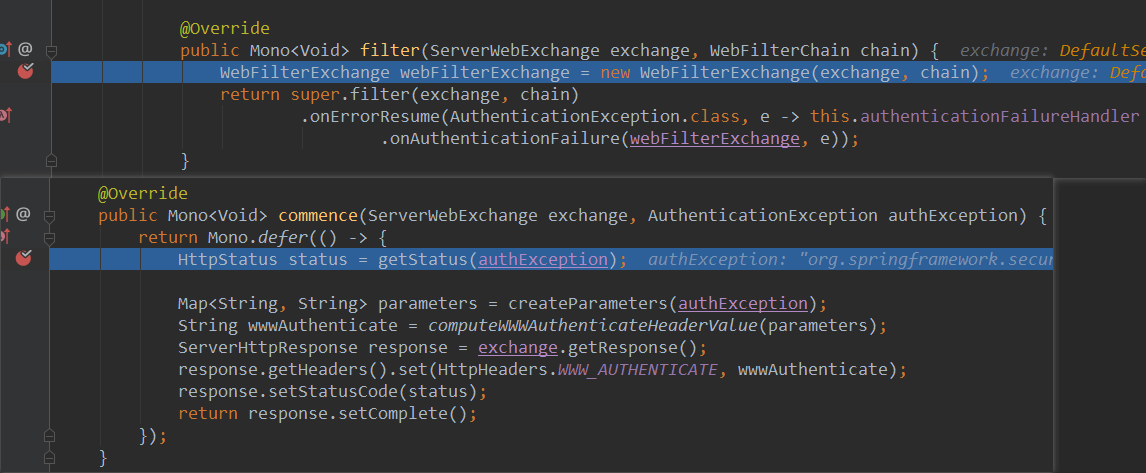 @Override
public Mono<Void> filter(ServerWebExchange exchange, WebFilterChain chain) { exchange: DefaultSe
WebFilterExchange webFilterExchange = new WebFilterExchange(exchange, chain); exchange: Defa
return super.filter(exchange, chain)
.onErrorResume(AuthenticationException.class, e -> this.authenticationFailureHandler
.onAuthenticationFailure(webFilterExchange, e));
}
@Override
public Mono<Void> commence(ServerWebExchange exchange, AuthenticationException authException) {
return Mono.defer(() -> {
HttpStatus status = getStatus(authException); authException: "org.springframework.secur
Map<String, String> parameters = createParameters(authException);
String wwwAuthenticate = computeWWWAuthenticateHeaderValue(parameters);
ServerHttpResponse response = exchange.getResponse();
response.getHeaders().set(HttpHeaders.WWW_AUTHENTICATE, wwwAuthenticate);
response.setStatusCode(status);
return response.setComplete();
});
}